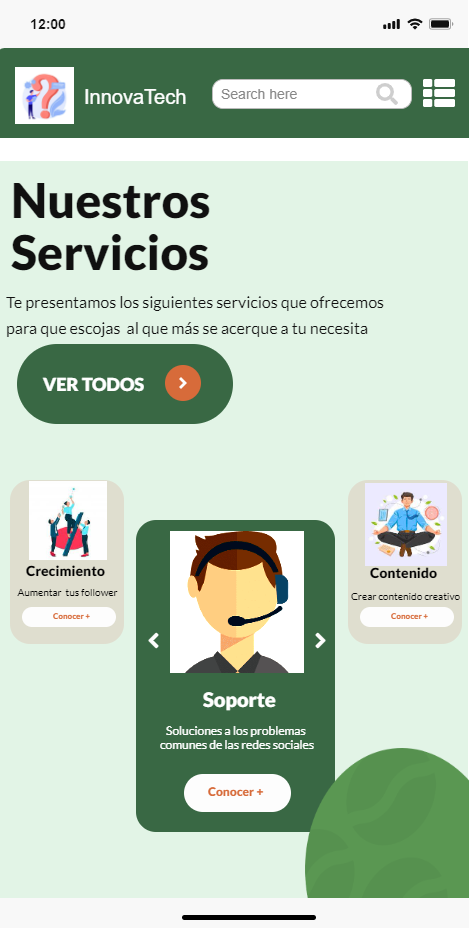 12:00
InnovaTech
Search here
Nuestros
Servicios
Te presentamos los siguientes servicios que ofrecemos
para que escojas al que más se acerque a tu necesita
VER TODOS
Crecimiento
Aumentar tus follower
Conocer +
Soporte
Soluciones a los problemas
comunes de las redes sociales
Conocer +
Contenido
Crear contenido creativo
Conocer +